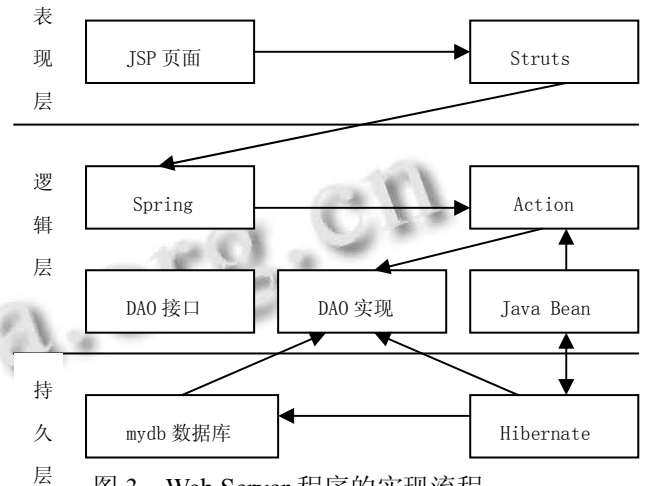 表现层
JSP 页面
Struts
逻辑层
Spring
Action
DAO 接口
DAO 实现
Java Bean
持久层
mydb 数据库
Hibernate
图 3 Web Server 程序的实现流程
a.org.cn